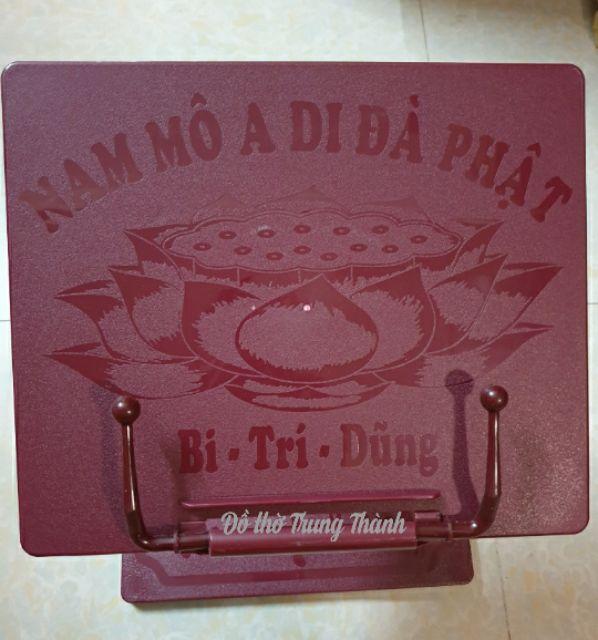 NAM MÔ A DI ĐÀ PHẬT
Bi - Trí - Dũng
Đồ thờ Trung Thành